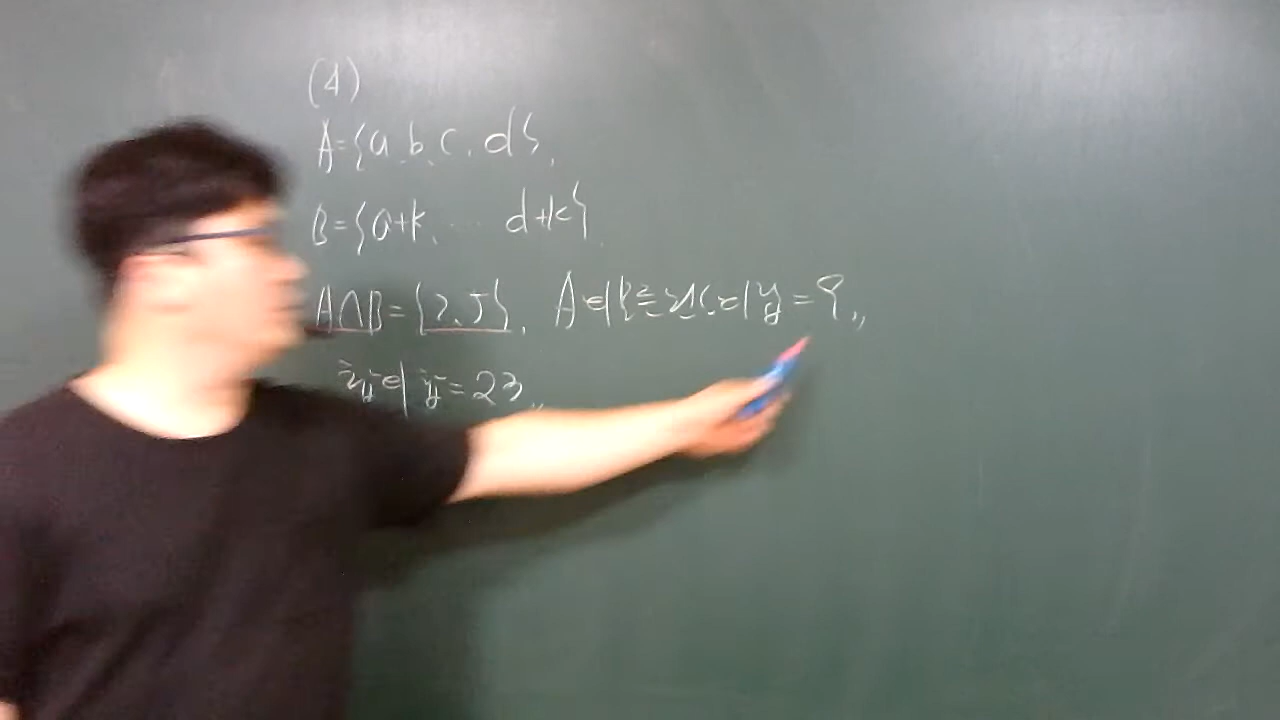 (4)
A={a,b,c,d},
B={a+k, ... d+k},
A∩B={2,5}, A의 모든 원소의 합=9
합의 합=23